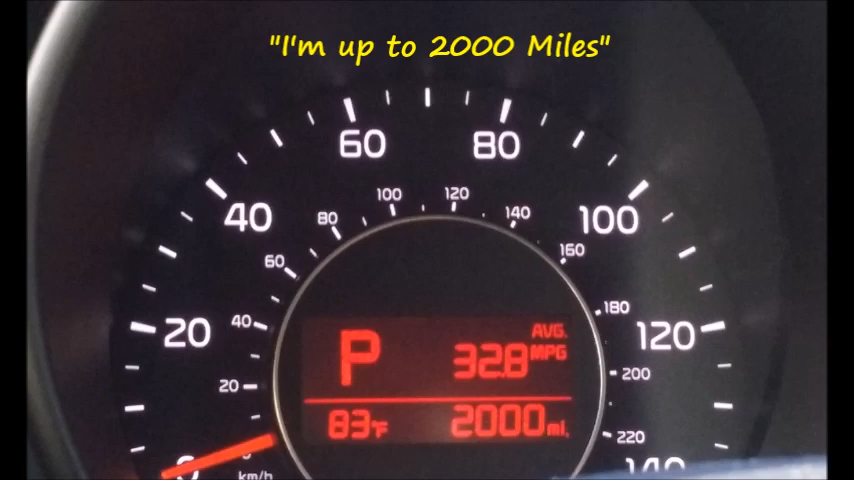 "I'm up to 2000 Miles"
60 80
100 120
40 80 140 100
60 160
20 40 180 120
AVG.
P 32.8 MPG
20 200
83°F 2000 mi.
220
0 km/h 140